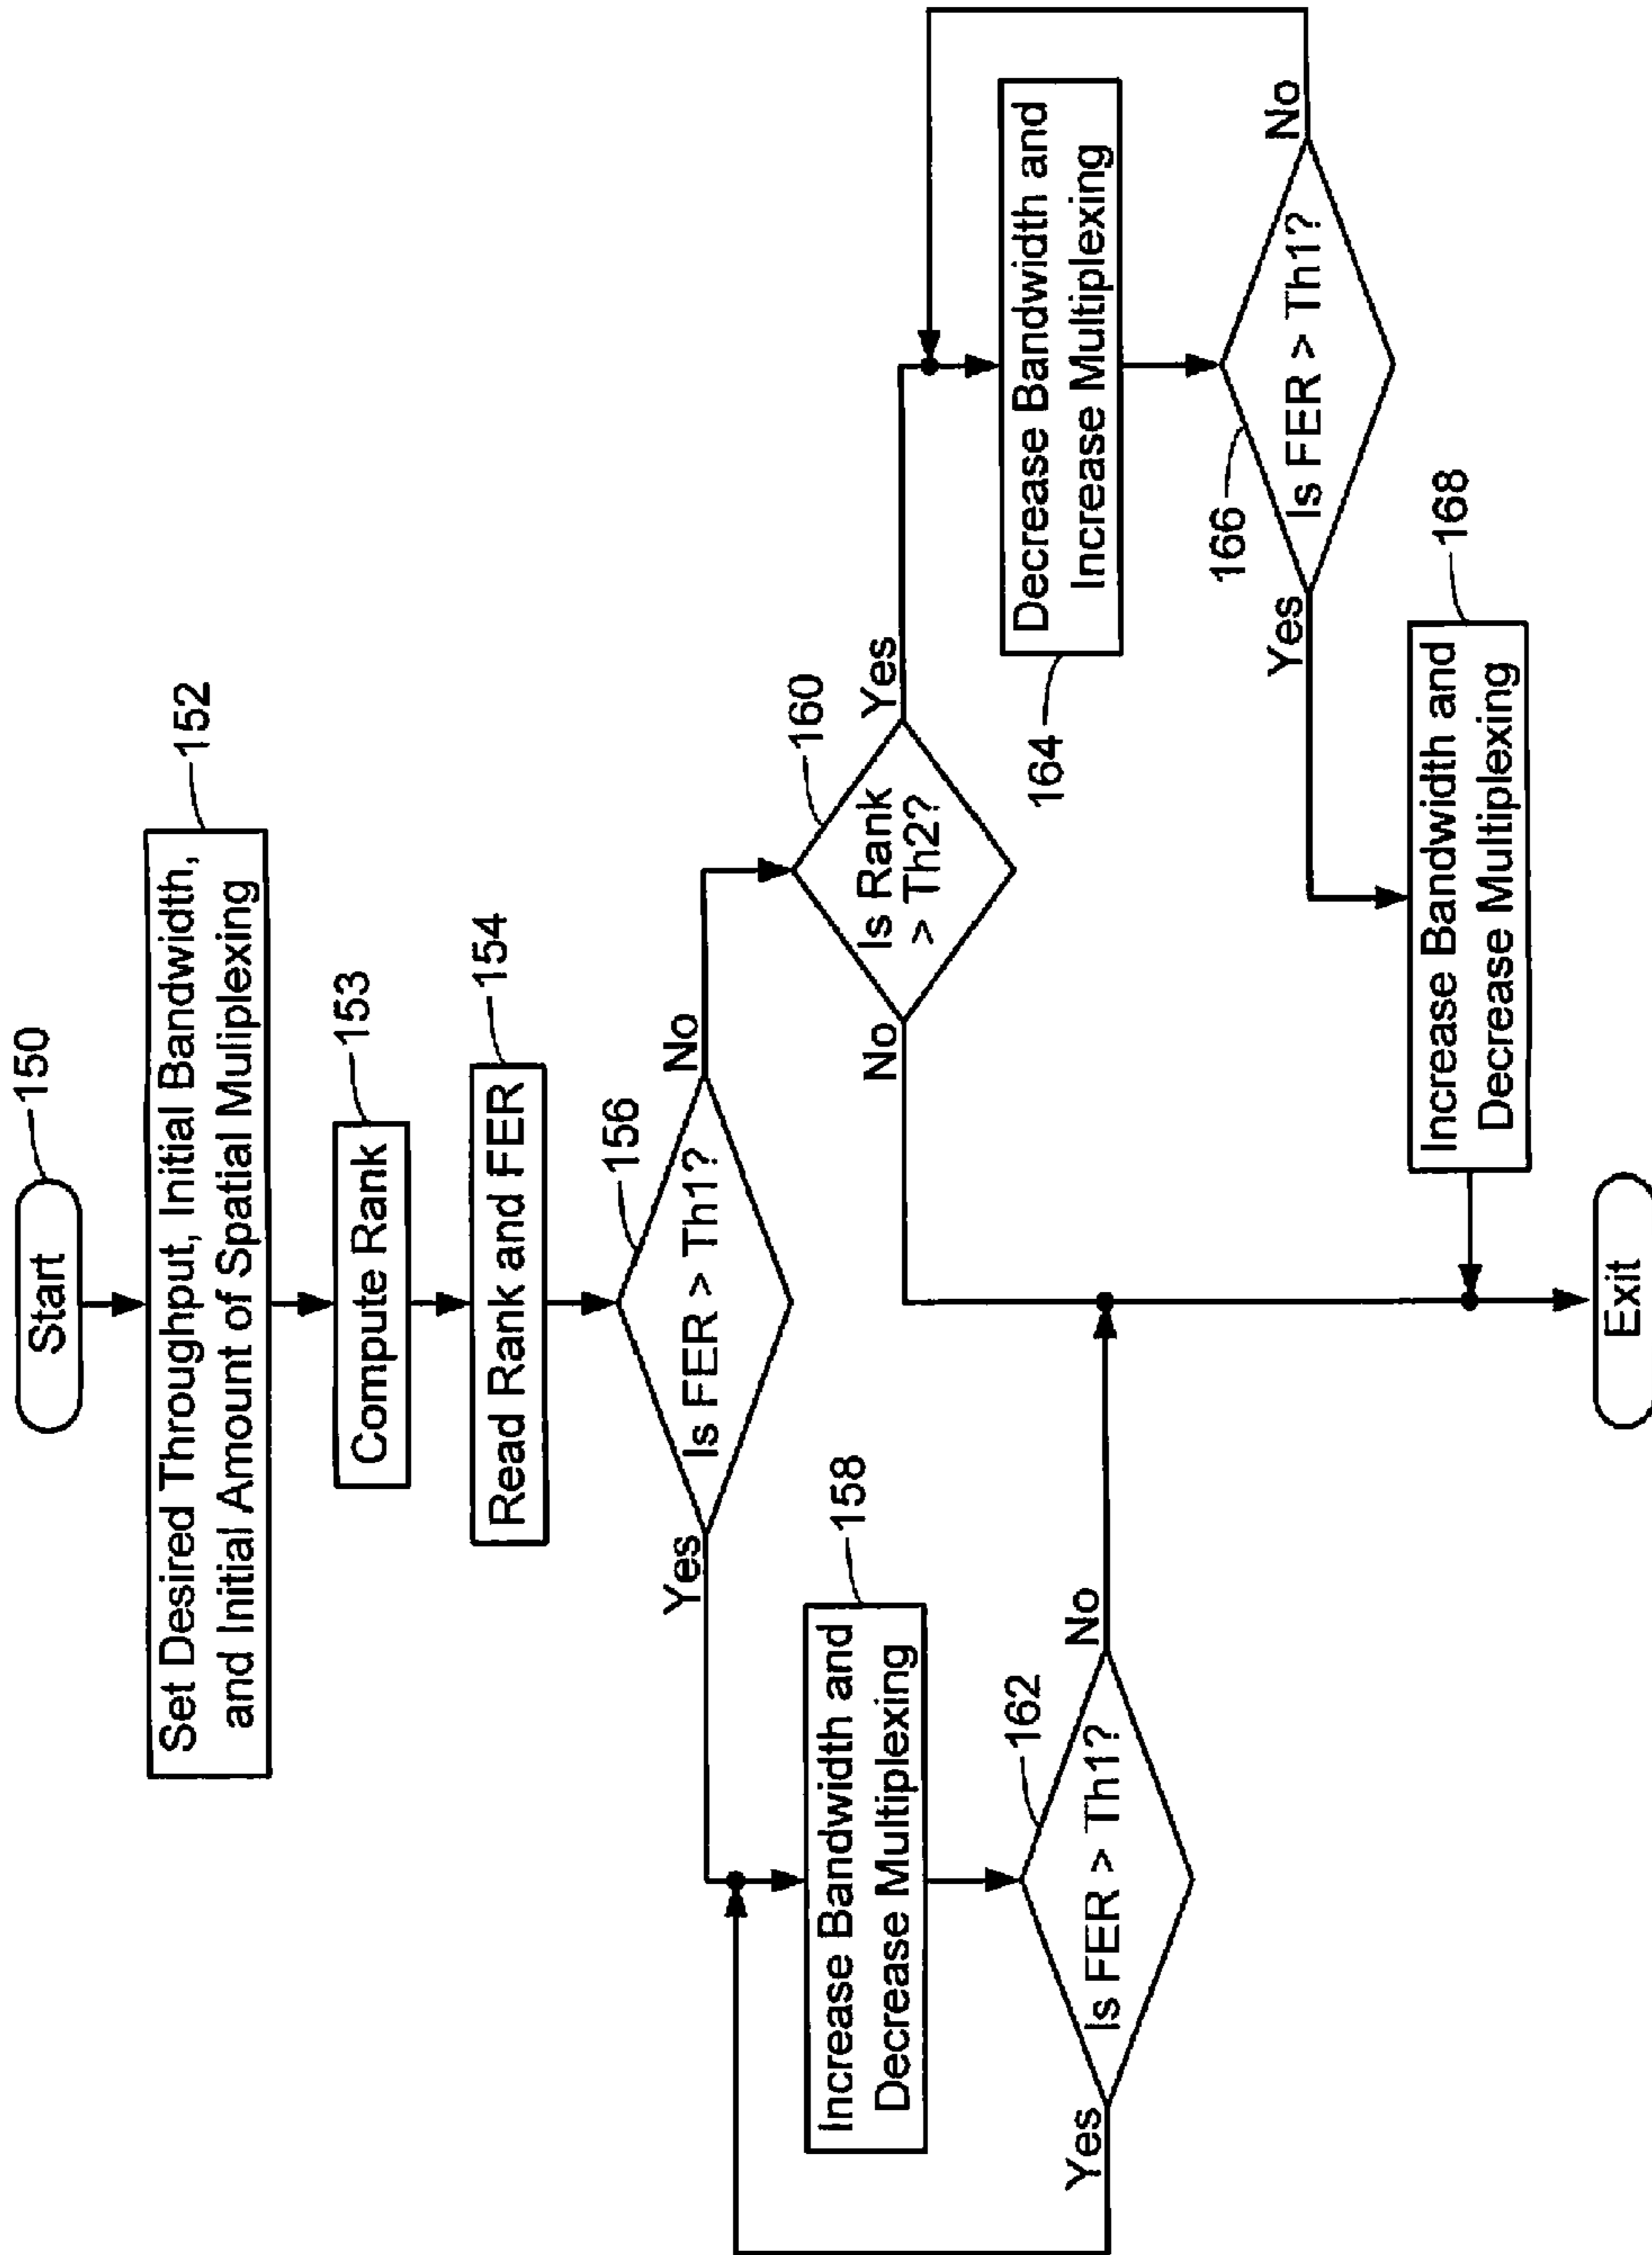 Start
150
Set Desired Throughput, Initial Bandwidth,
and Initial Amount of Spatial Muliplexing
152
Compute Rank
153
Read Rank and FER
154
Is FER > Th1?
156
Yes
No
Increase Bandwidth and
Decrease Multiplexing
158
Is Rank
> Th2?
160
No
Yes
Is FER > Th1?
162
Yes
No
Decrease Bandwidth and
Increase Multiplexing
164
Is FER > Th1?
166
Yes
No
Increase Bandwidth and
Decrease Multiplexing
168
Exit